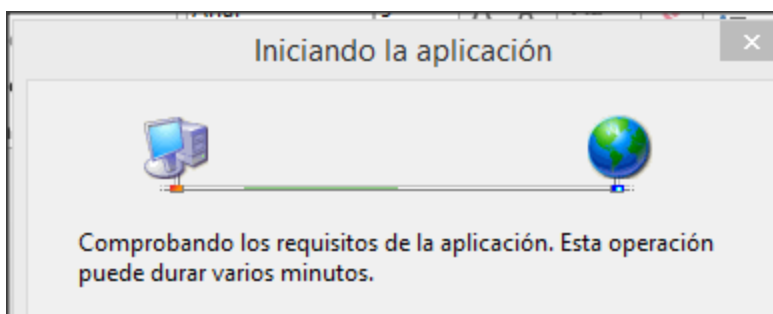 Iniciando la aplicación
Comprobando los requisitos de la aplicación. Esta operación
puede durar varios minutos.